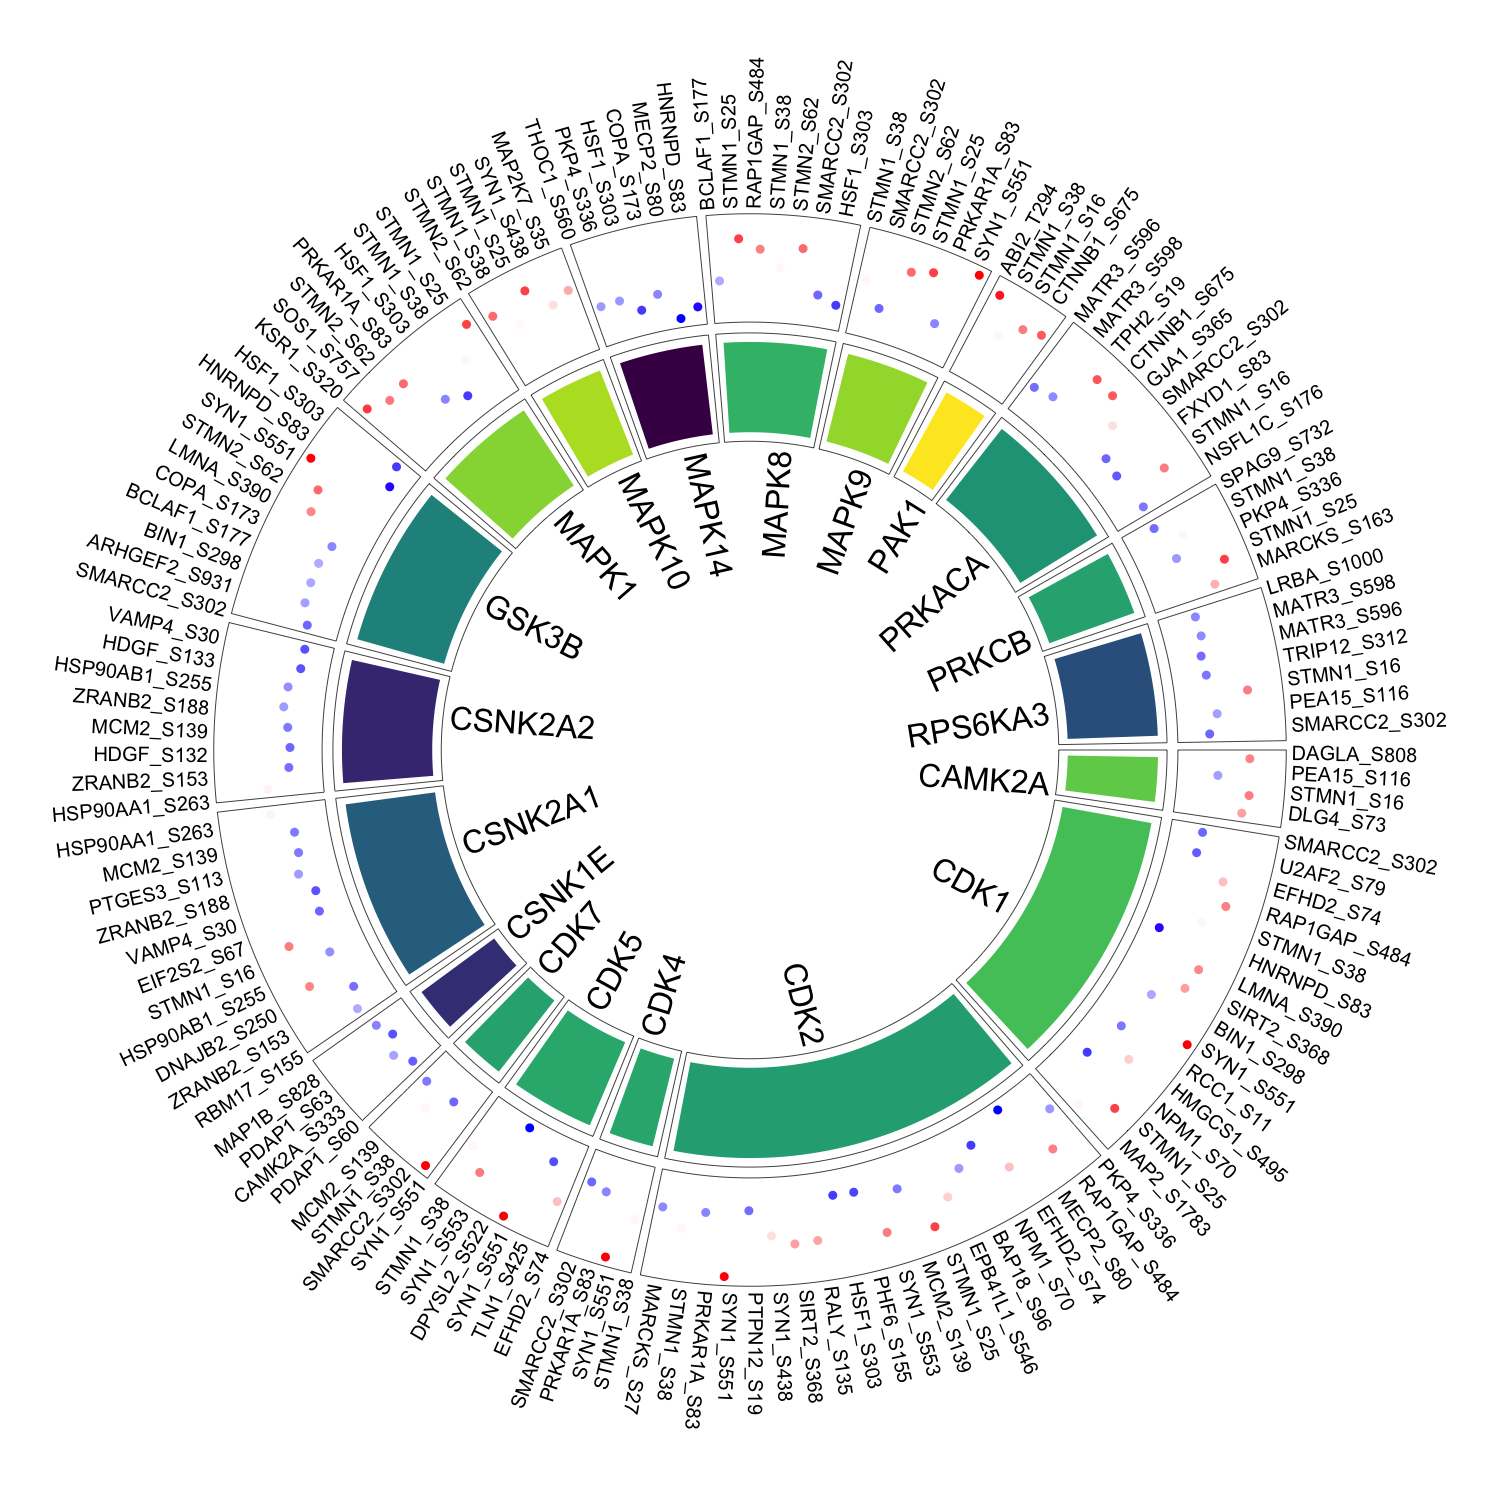 BCLAF1_S177
STMN1_S25
RAP1GAP_S484
STMN1_S38
STMN2_S62
SMARCC2_S302
HSF1_S303
STMN1_S38
SMARCC2_S302
STMN2_S62
STMN1_S25
PRKAR1A_S83
SYN1_S551
ABI2_T294
STMN1_S38
STMN1_S16
CTNNB1_S675
MATR3_S596
MATR3_S598
TPH2_S19
CTNNB1_S675
GJA1_S365
SMARCC2_S302
FXYD1_S83
STMN1_S16
NSFL1C_S176
SPAG9_S732
STMN1_S38
PKP4_S336
STMN1_S25
MARCKS_S163
LRBA_S1000
MATR3_S598
MATR3_S596
TRIP12_S312
STMN1_S16
PEA15_S116
SMARCC2_S302
DAGLA_S808
PEA15_S116
STMN1_S16
DLG4_S73
SMARCC2_S302
U2AF2_S79
EFHD2_S74
RAP1GAP_S484
STMN1_S38
HNRNPD_S83
LMNA_S390
SIRT2_S368
BIN1_S298
SYN1_S551
RCC1_S11
HMGCS1_S495
NPM1_S70
STMN1_S25
MAP2_S1783
PKP4_S336
RAP1GAP_S484
MECP2_S80
EFHD2_S74
NPM1_S70
BAP18_S96
EPB41L1_S546
STMN1_S25
MCM2_S139
SYN1_S553
PHF6_S155
HSF1_S303
RALY_S135
SIRT2_S368
SYN1_S438
PTPN12_S19
SYN1_S551
PRKAR1A_S83
STMN1_S38
MARCKS_S27
STMN1_S38
SYN1_S551
PRKAR1A_S83
SMARCC2_S302
EFHD2_S74
TLN1_S425
SYN1_S551
DPYSL2_S522
SYN1_S553
STMN1_S38
SYN1_S551
SMARCC2_S302
STMN1_S38
MCM2_S139
PDAP1_S60
CAMK2A_S333
PDAP1_S63
MAP1B_S828
RBM17_S155
ZRANB2_S153
DNAJB2_S250
HSP90AB1_S255
STMN1_S16
EIF2S2_S67
VAMP4_S30
ZRANB2_S188
PTGES3_S113
MCM2_S139
HSP90AA1_S263
HSP90AA1_S263
ZRANB2_S153
HDGF_S132
MCM2_S139
ZRANB2_S188
HSP90AB1_S255
HDGF_S133
VAMP4_S30
SMARCC2_S302
ARHGEF2_S931
BIN1_S298
BCLAF1_S177
COPA_S173
LMNA_S390
STMN2_S62
SYN1_S551
HNRNPD_S83
HSF1_S303
KSR1_S320
SOS1_S757
STMN2_S62
PRKAR1A_S83
HSF1_S303
STMN1_S38
STMN1_S25
STMN2_S62
STMN1_S38
STMN1_S25
SYN1_S438
MAP2K7_S35
THOC1_S560
PKP4_S336
HSF1_S303
COPA_S173
MECP2_S80
HNRNPD_S83
MAPK8
MAPK9
PAK1
PRKACA
PRKCB
RPS6KA3
CAMK2A
CDK1
CDK2
CDK4
CDK5
CDK7
CSNK1E
CSNK2A1
CSNK2A2
GSK3B
MAPK1
MAPK10
MAPK14